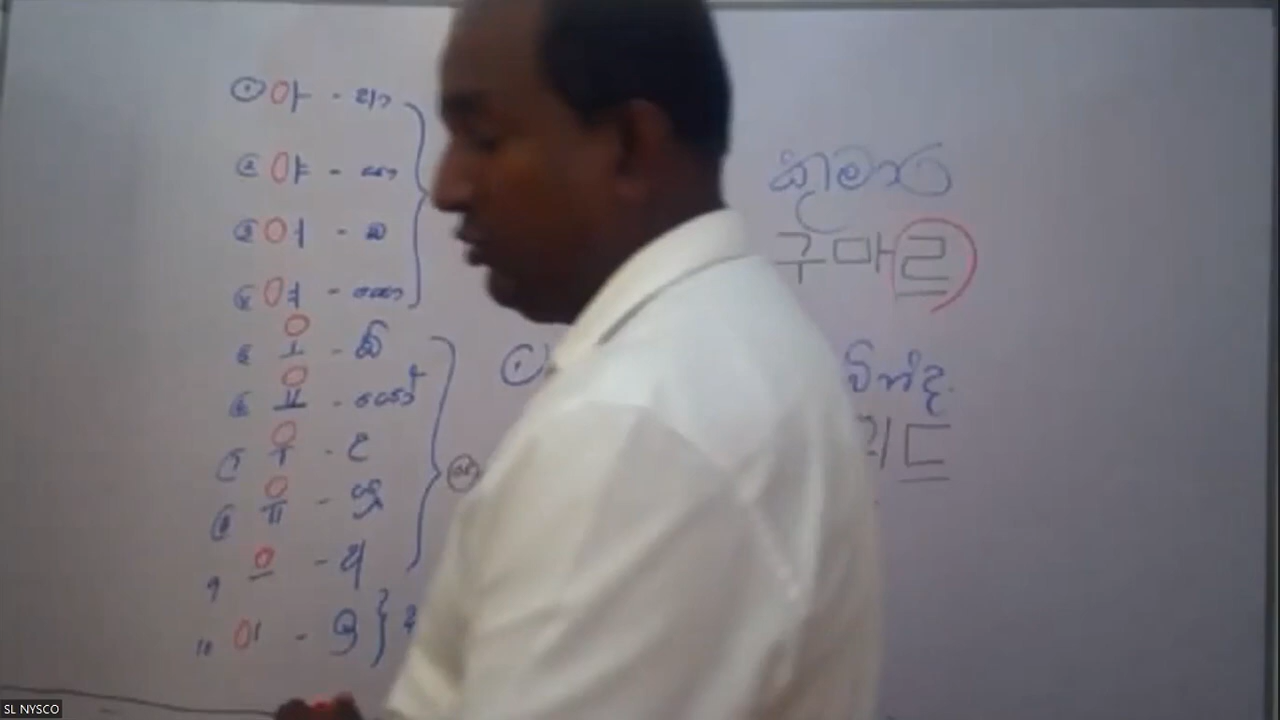 ① 아 - ආ
② 야 - යා
③ 어 - ඔ
④ 여 - යො
⑤ 오 - ඕ
⑥ 요 - යෝ
⑦ 우 - උ
⑧ 유 - යූ
9 으 - අ
10 이 - ඉ }
කුමාර
구마르
①
වින්ද
드
SL NYSCO